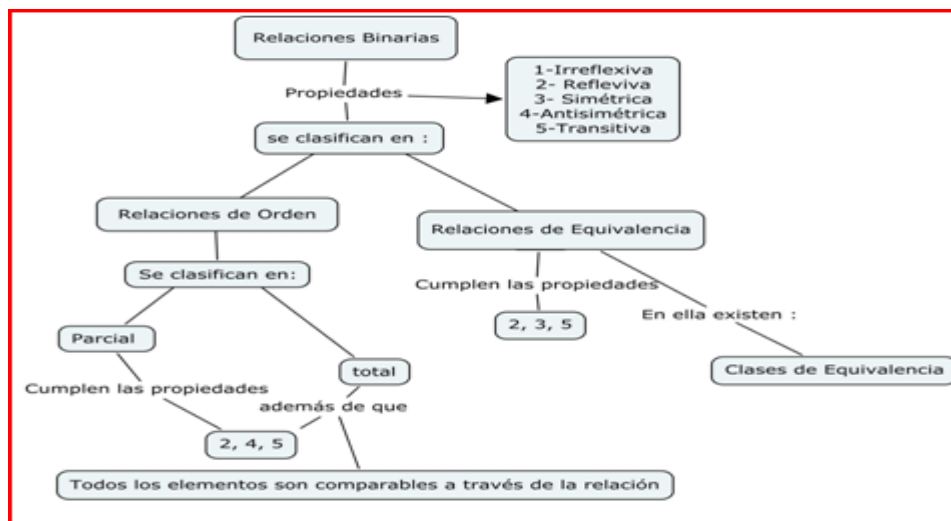 Relaciones Binarias
Propiedades
1-Irreflexiva
2- Refleviva
3- Simétrica
4-Antisimétrica
5-Transitiva
se clasifican en :
Relaciones de Orden
Relaciones de Equivalencia
Se clasifican en:
Cumplen las propiedades
2, 3, 5
En ella existen :
Clases de Equivalencia
Parcial
total
Cumplen las propiedades
además de que
2, 4, 5
Todos los elementos son comparables a través de la relación